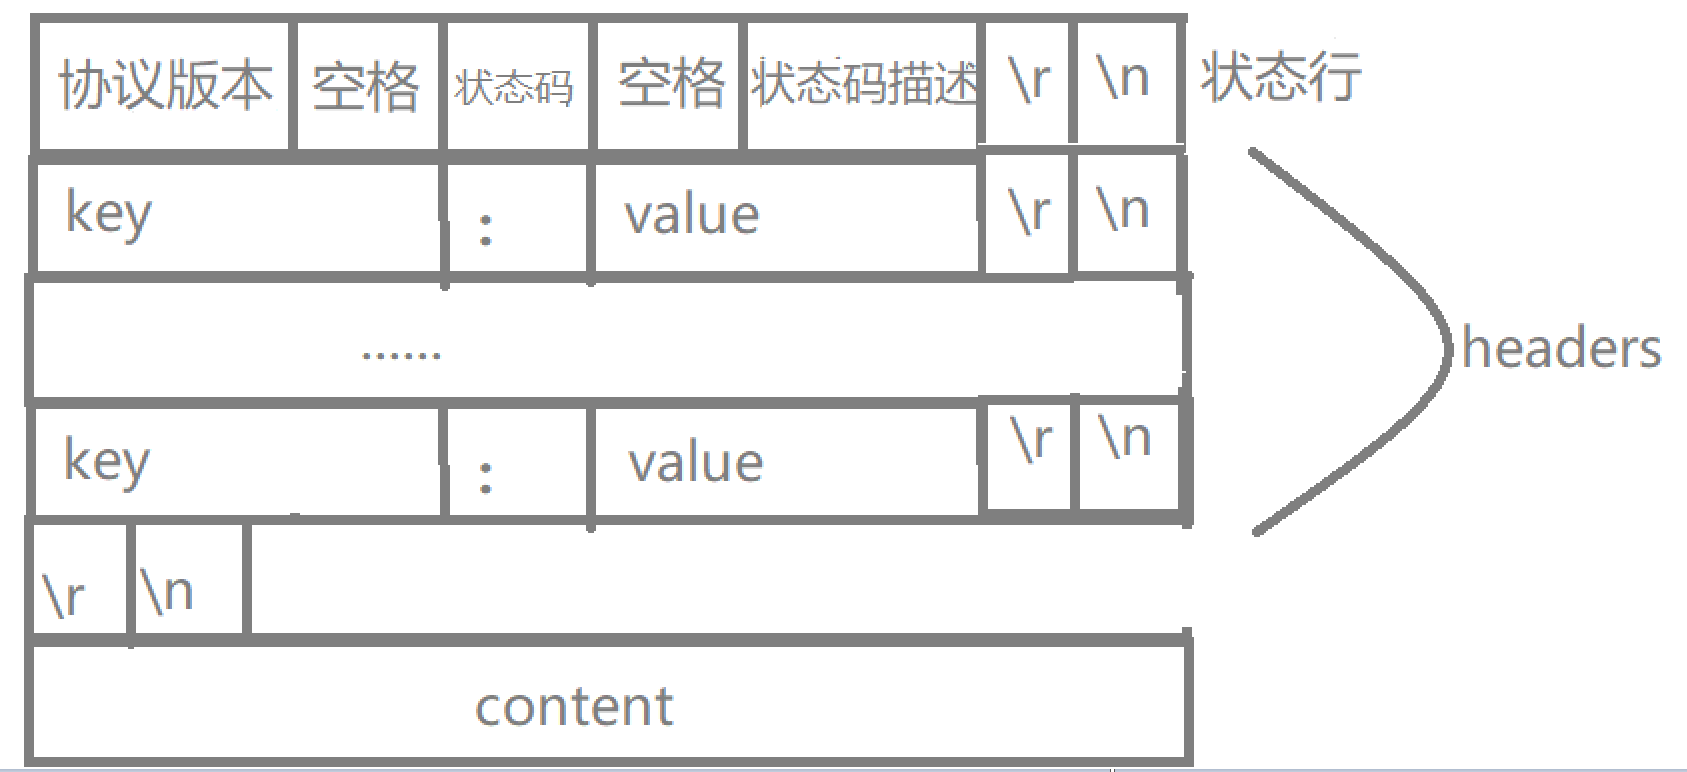 协议版本 空格 状态码 空格 状态码描述 \r \n 状态行
key : value \r \n
......
headers
key : value \r \n
\r \n
content